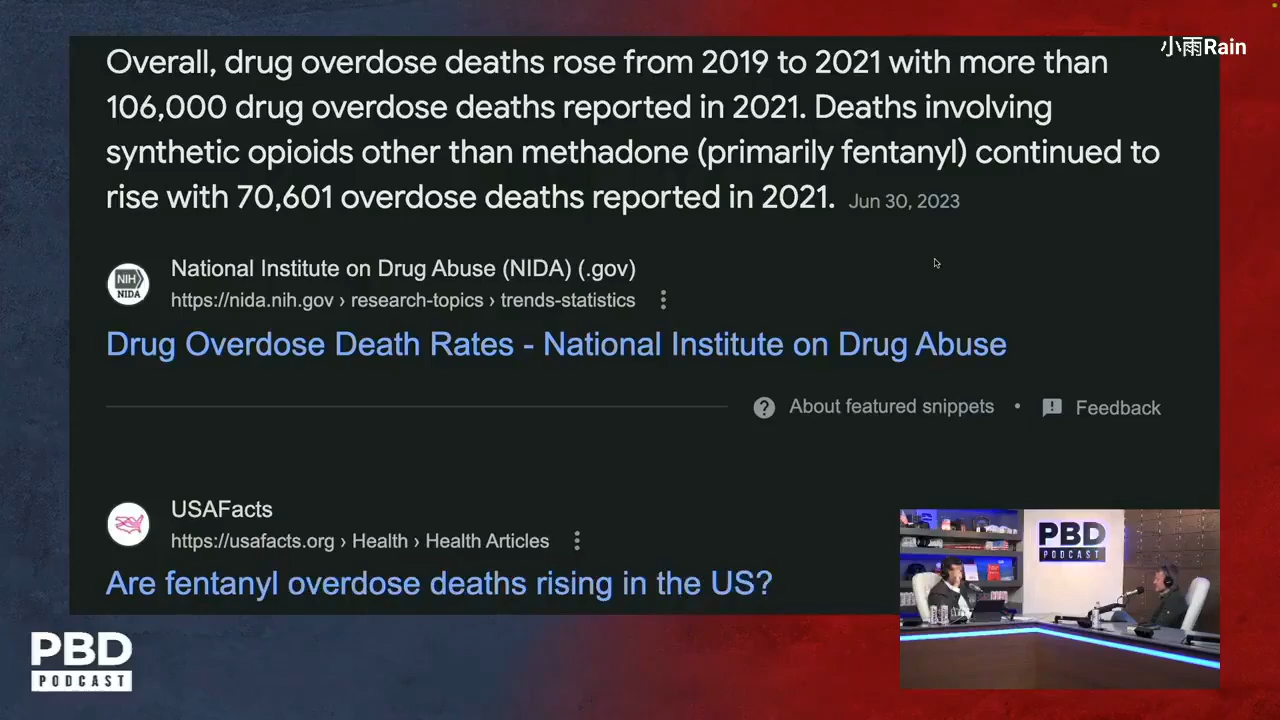 小雨Rain
Overall, drug overdose deaths rose from 2019 to 2021 with more than
106,000 drug overdose deaths reported in 2021. Deaths involving
synthetic opioids other than methadone (primarily fentanyl) continued to
rise with 70,601 overdose deaths reported in 2021. Jun 30, 2023
NIH
NIDA
National Institute on Drug Abuse (NIDA) (.gov)
https://nida.nih.gov › research-topics › trends-statistics
Drug Overdose Death Rates - National Institute on Drug Abuse
About featured snippets • Feedback
USAFacts
https://usafacts.org › Health › Health Articles
Are fentanyl overdose deaths rising in the US?
PBD
PODCAST
PBD
PODCAST